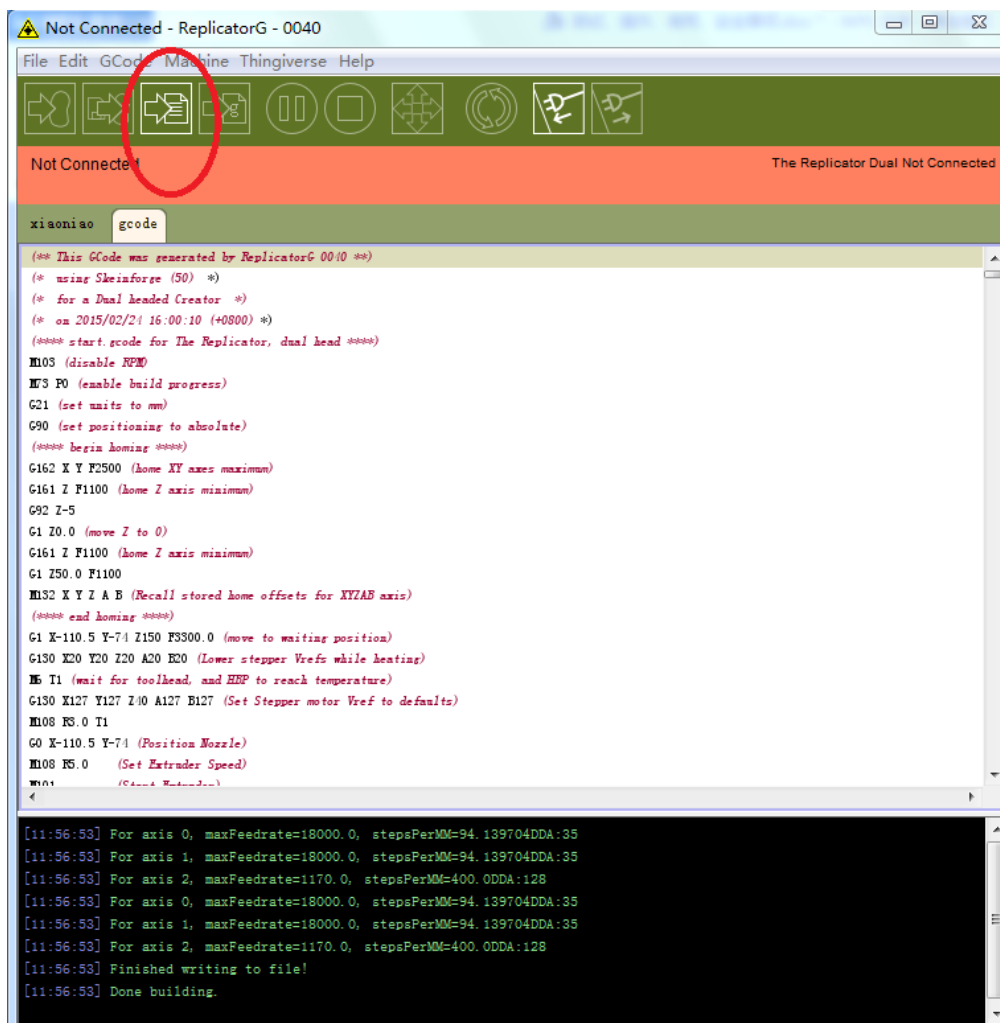 Not Connected - ReplicatorG - 0040
File Edit GCode Machine Thingiverse Help
Not Connected
The Replicator Dual Not Connected
xiaoniao gcode
(** This GCode was generated by ReplicatorG 0040 **)
(* using Skeinforge (50) *)
(* for a Dual headed Creator *)
(* on 2015/02/24 16:00:10 (+0800) *)
(**** start.gcode for The Replicator, dual head ****)
M103 (disable RPM)
M73 P0 (enable build progress)
G21 (set units to mm)
G90 (set positioning to absolute)
(**** begin homing ****)
G162 X Y F2500 (home XY axes maximum)
G161 Z F1100 (home Z axis minimum)
G92 Z-5
G1 Z0.0 (move Z to 0)
G161 Z F1100 (home Z axis minimum)
G1 Z50.0 F1100
M132 X Y Z A B (Recall stored home offsets for XYZAB axis)
(**** end homing ****)
G1 X-110.5 Y-74 Z150 F3300.0 (move to waiting position)
G130 X20 Y20 Z20 A20 B20 (Lower stepper Vrefs while heating)
M6 T1 (wait for toolhead, and HBP to reach temperature)
G130 X127 Y127 Z40 A127 B127 (Set Stepper motor Vref to defaults)
M108 R3.0 T1
G0 X-110.5 Y-74 (Position Nozzle)
M108 R5.0 (Set Extruder Speed)
M101 (Start Extruder)
[11:56:53] For axis 0, maxFeedrate=18000.0, stepsPerMM=94.139704DDA:35
[11:56:53] For axis 1, maxFeedrate=18000.0, stepsPerMM=94.139704DDA:35
[11:56:53] For axis 2, maxFeedrate=1170.0, stepsPerMM=400.0DDA:128
[11:56:53] For axis 0, maxFeedrate=18000.0, stepsPerMM=94.139704DDA:35
[11:56:53] For axis 1, maxFeedrate=18000.0, stepsPerMM=94.139704DDA:35
[11:56:53] For axis 2, maxFeedrate=1170.0, stepsPerMM=400.0DDA:128
[11:56:53] Finished writing to file!
[11:56:53] Done building.